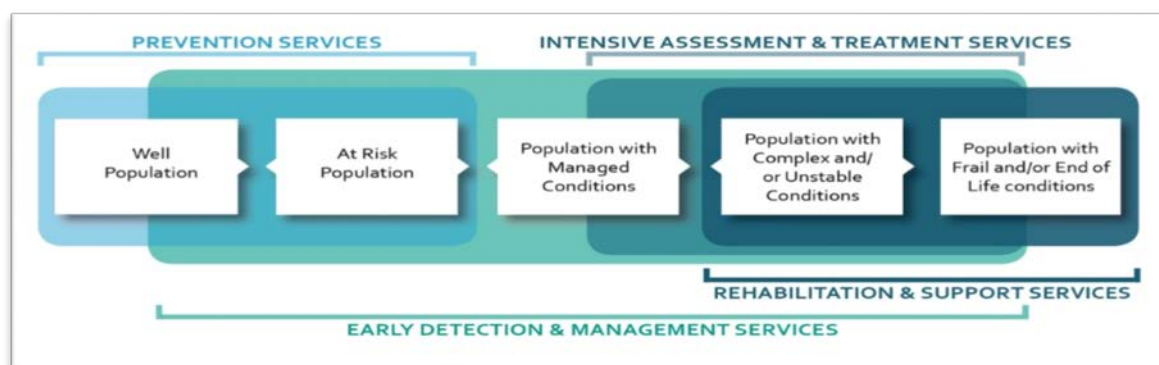 PREVENTION SERVICES
INTENSIVE ASSESSMENT & TREATMENT SERVICES
Well
Population
At Risk
Population
Population with
Managed
Conditions
Population with
Complex and/
or Unstable
Conditions
Population with
Frail and/or End of
Life conditions
REHABILITATION & SUPPORT SERVICES
EARLY DETECTION & MANAGEMENT SERVICES